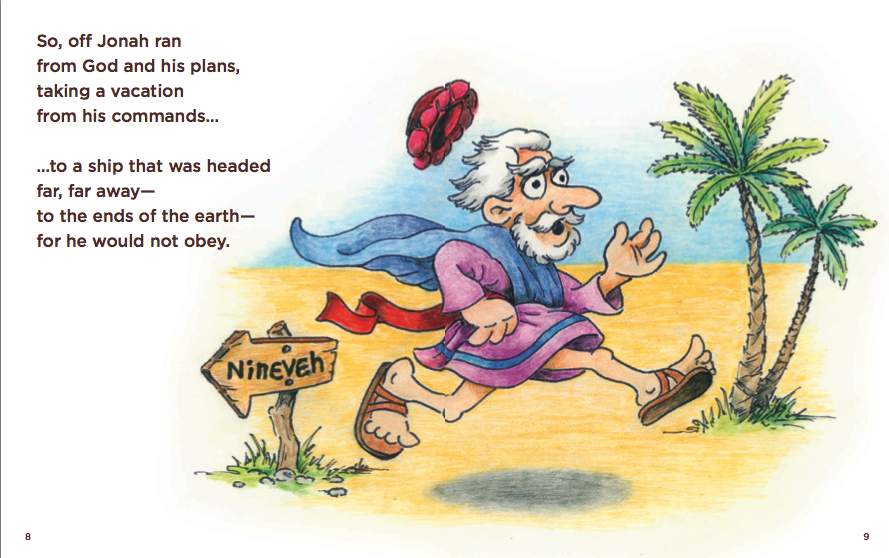 So, off Jonah ran
from God and his plans,
taking a vacation
from his commands...
...to a ship that was headed
far, far away—
to the ends of the earth—
for he would not obey.
Nineveh
8
9